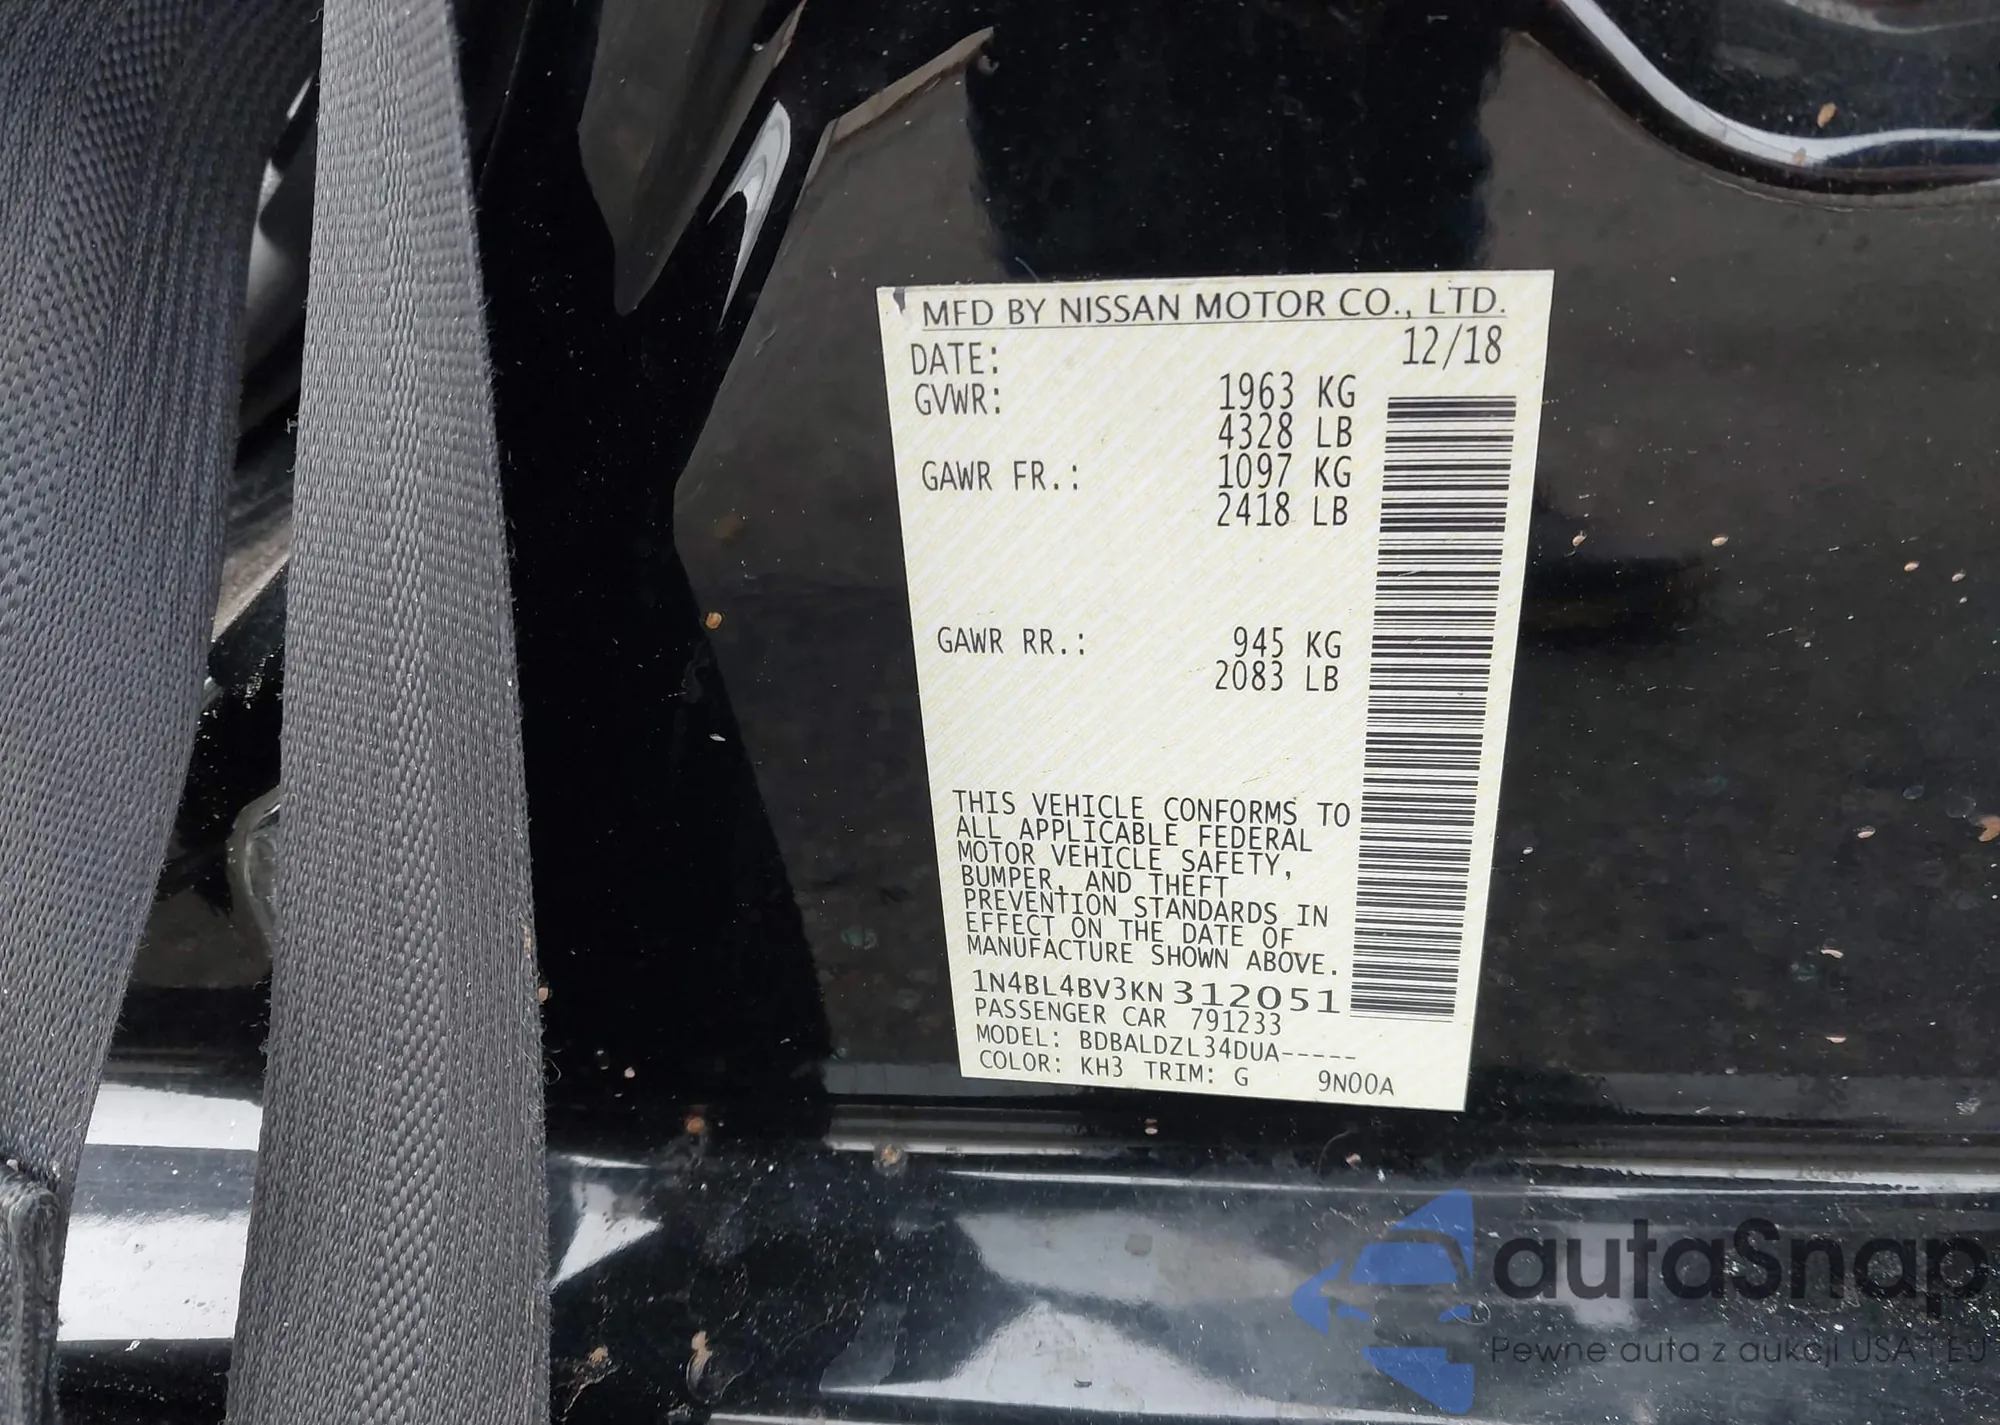 MFD BY NISSAN MOTOR CO., LTD.
DATE: 12/18
GVWR: 1963 KG
4328 LB
GAWR FR.: 1097 KG
2418 LB
GAWR RR.: 945 KG
2083 LB
THIS VEHICLE CONFORMS TO
ALL APPLICABLE FEDERAL
MOTOR VEHICLE SAFETY,
BUMPER, AND THEFT
PREVENTION STANDARDS IN
EFFECT ON THE DATE OF
MANUFACTURE SHOWN ABOVE.
1N4BL4BV3KN312051
PASSENGER CAR 791233
MODEL: BDBALDZL34DUA-----
COLOR: KH3 TRIM: G 9N00A
autaSnap
Pewne auta z aukcji USA i EU